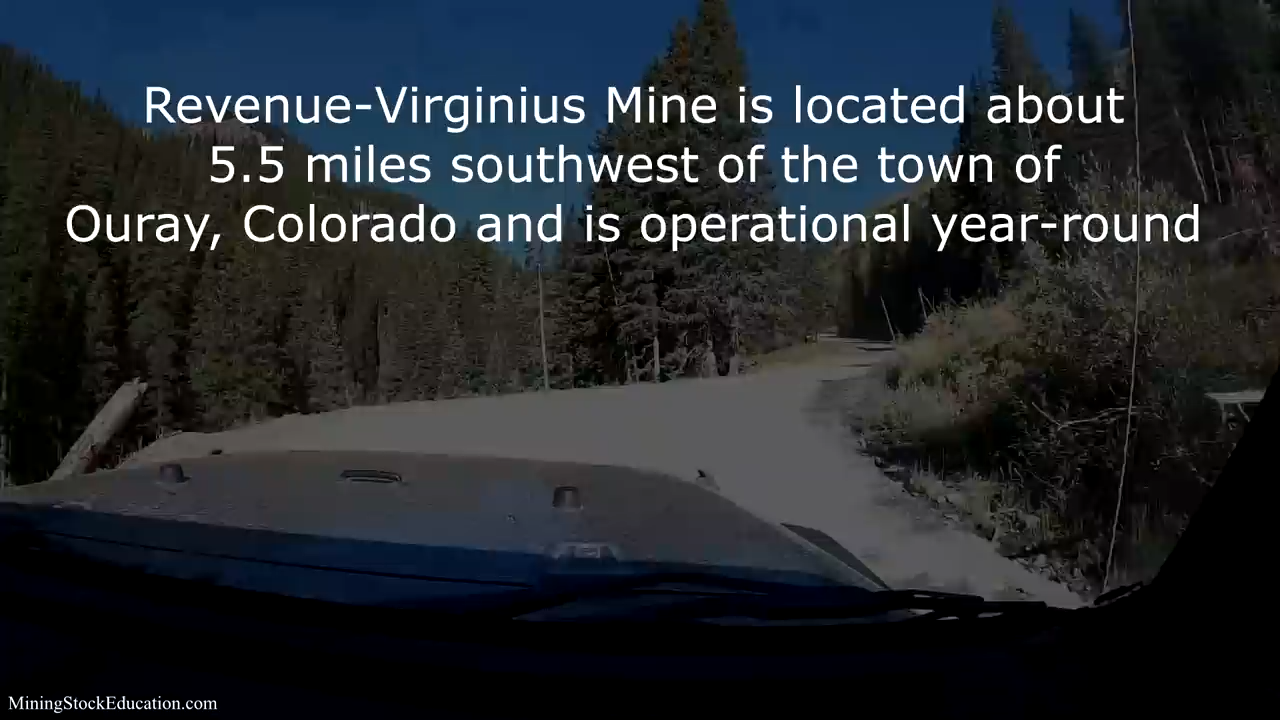 Revenue-Virginius Mine is located about
5.5 miles southwest of the town of
Ouray, Colorado and is operational year-round
MiningStockEducation.com